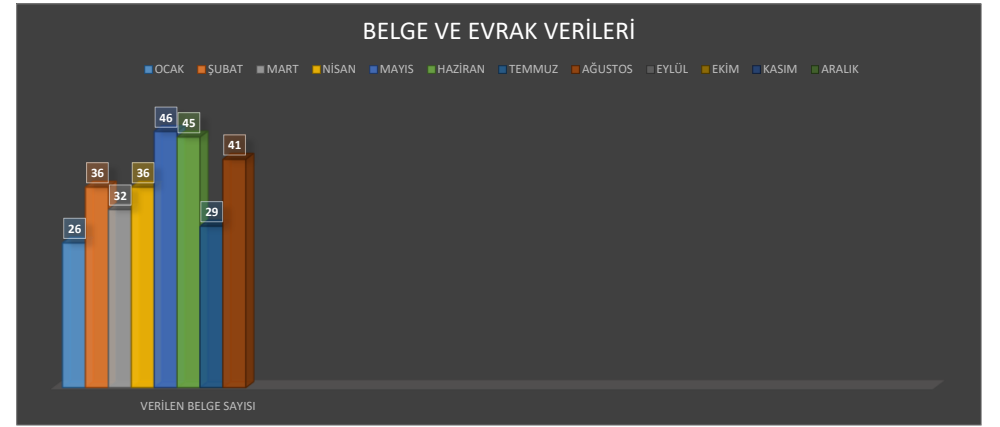 BELGE VE EVRAK VERİLERİ
OCAK ŞUBAT MART NİSAN MAYIS HAZİRAN TEMMUZ AĞUSTOS EYLÜL EKİM KASIM ARALIK
26
36
32
36
46
45
29
41
VERİLEN BELGE SAYISI